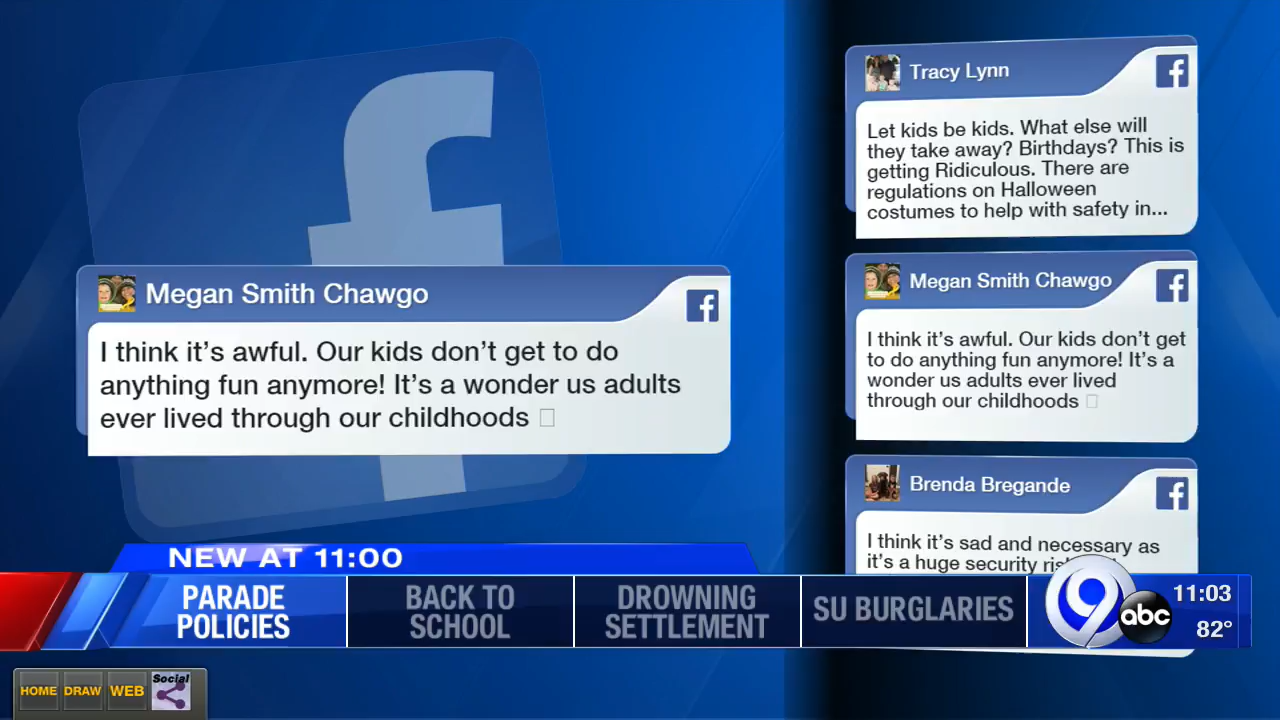 Tracy Lynn
Let kids be kids. What else will
they take away? Birthdays? This is
getting Ridiculous. There are
regulations on Halloween
costumes to help with safety in...
Megan Smith Chawgo
I think it's awful. Our kids don't get to do
anything fun anymore! It's a wonder us adults
ever lived through our childhoods
Megan Smith Chawgo
I think it's awful. Our kids don't get
to do anything fun anymore! It's a
wonder us adults ever lived
through our childhoods
Brenda Bregande
I think it's sad and necessary as
it's a huge security
NEW AT 11:00
PARADE
POLICIES
BACK TO
SCHOOL
DROWNING
SETTLEMENT
SU BURGLARIES
9
abc
11:03
82°
HOME
DRAW
WEB
Social